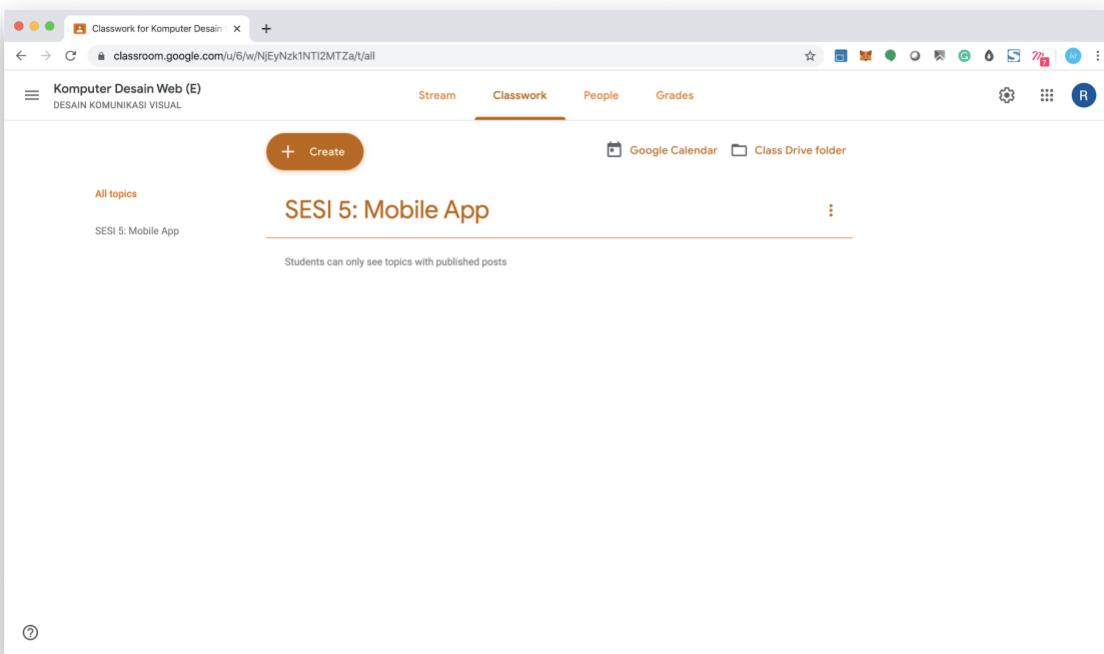 Classwork for Komputer Desain
classroom.google.com/u/6/w/NjEyNzk1NTI2MTZa/t/all
7
Komputer Desain Web (E)
DESAIN KOMUNIKASI VISUAL
Stream Classwork People Grades
R
Create
Google Calendar Class Drive folder
All topics
SESI 5: Mobile App
SESI 5: Mobile App
Students can only see topics with published posts